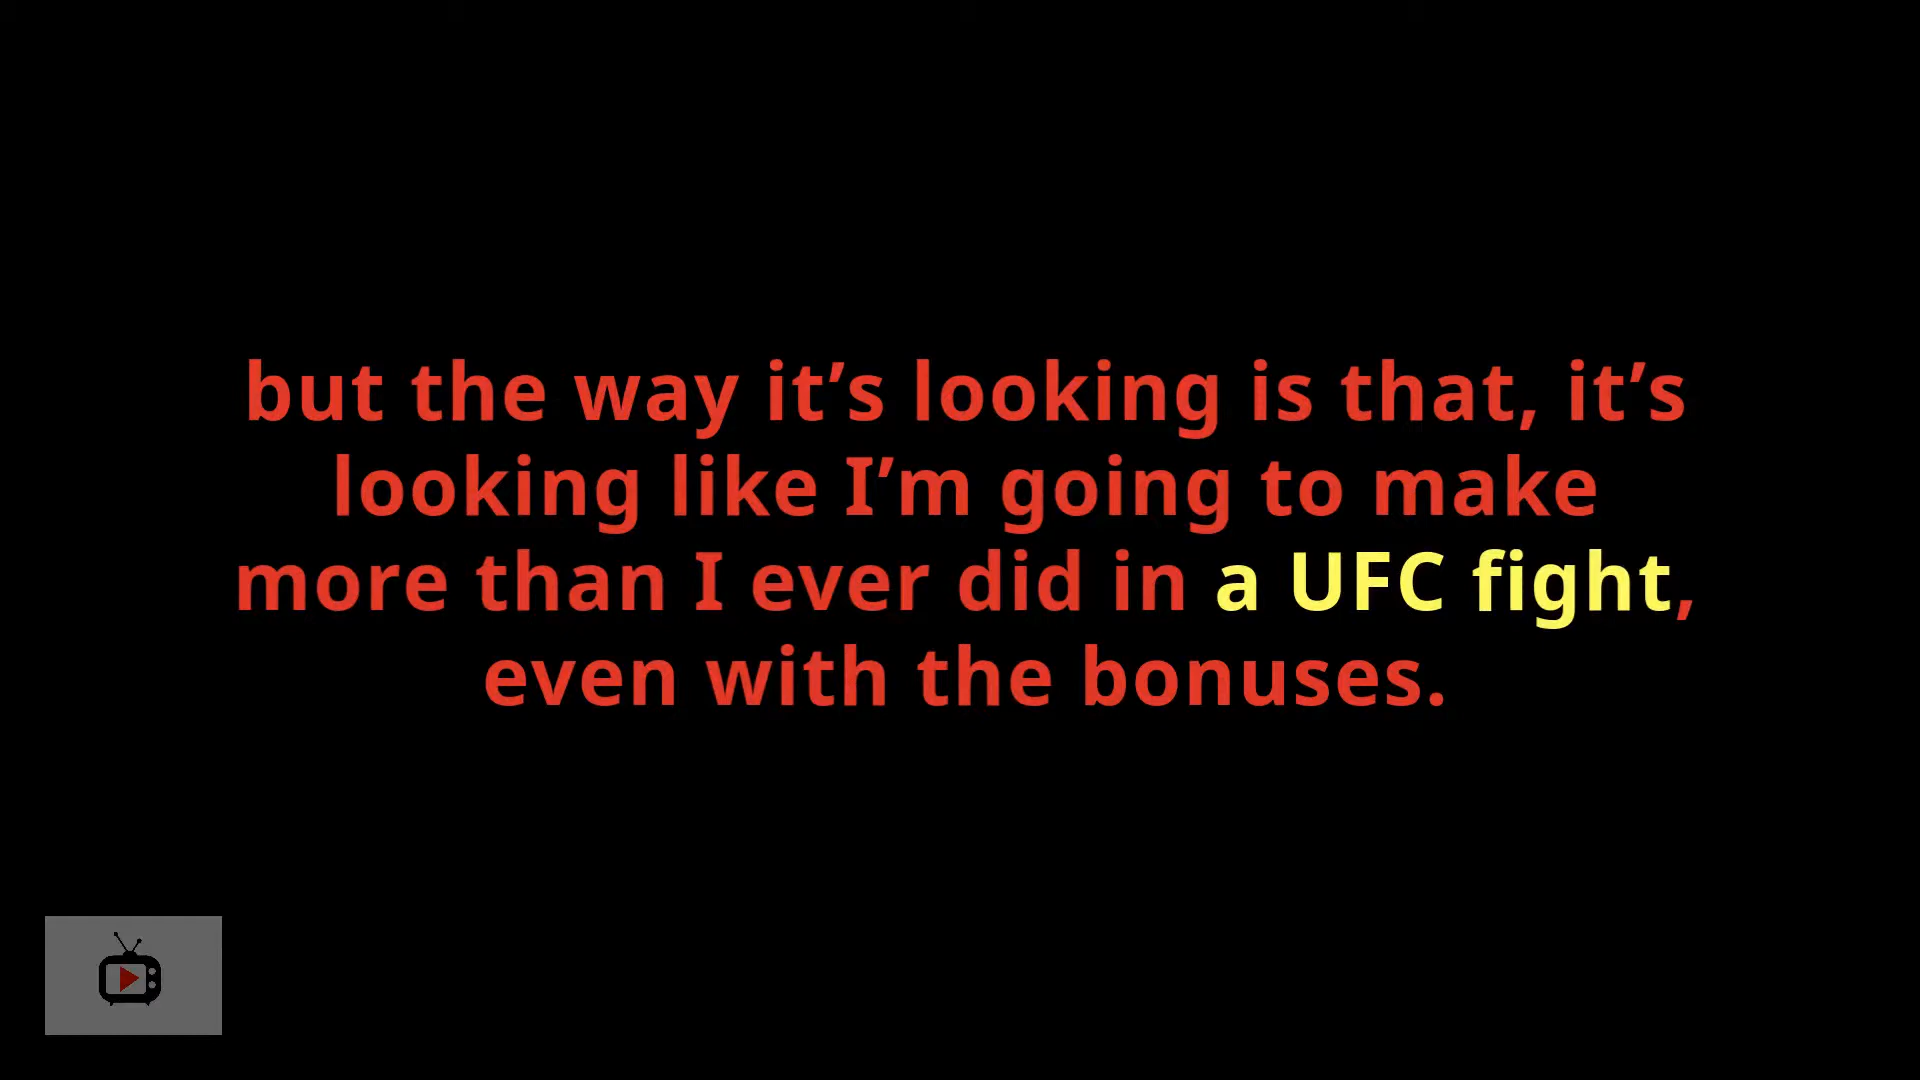 but the way it’s looking is that, it’s
looking like I’m going to make
more than I ever did in a UFC fight,
even with the bonuses.